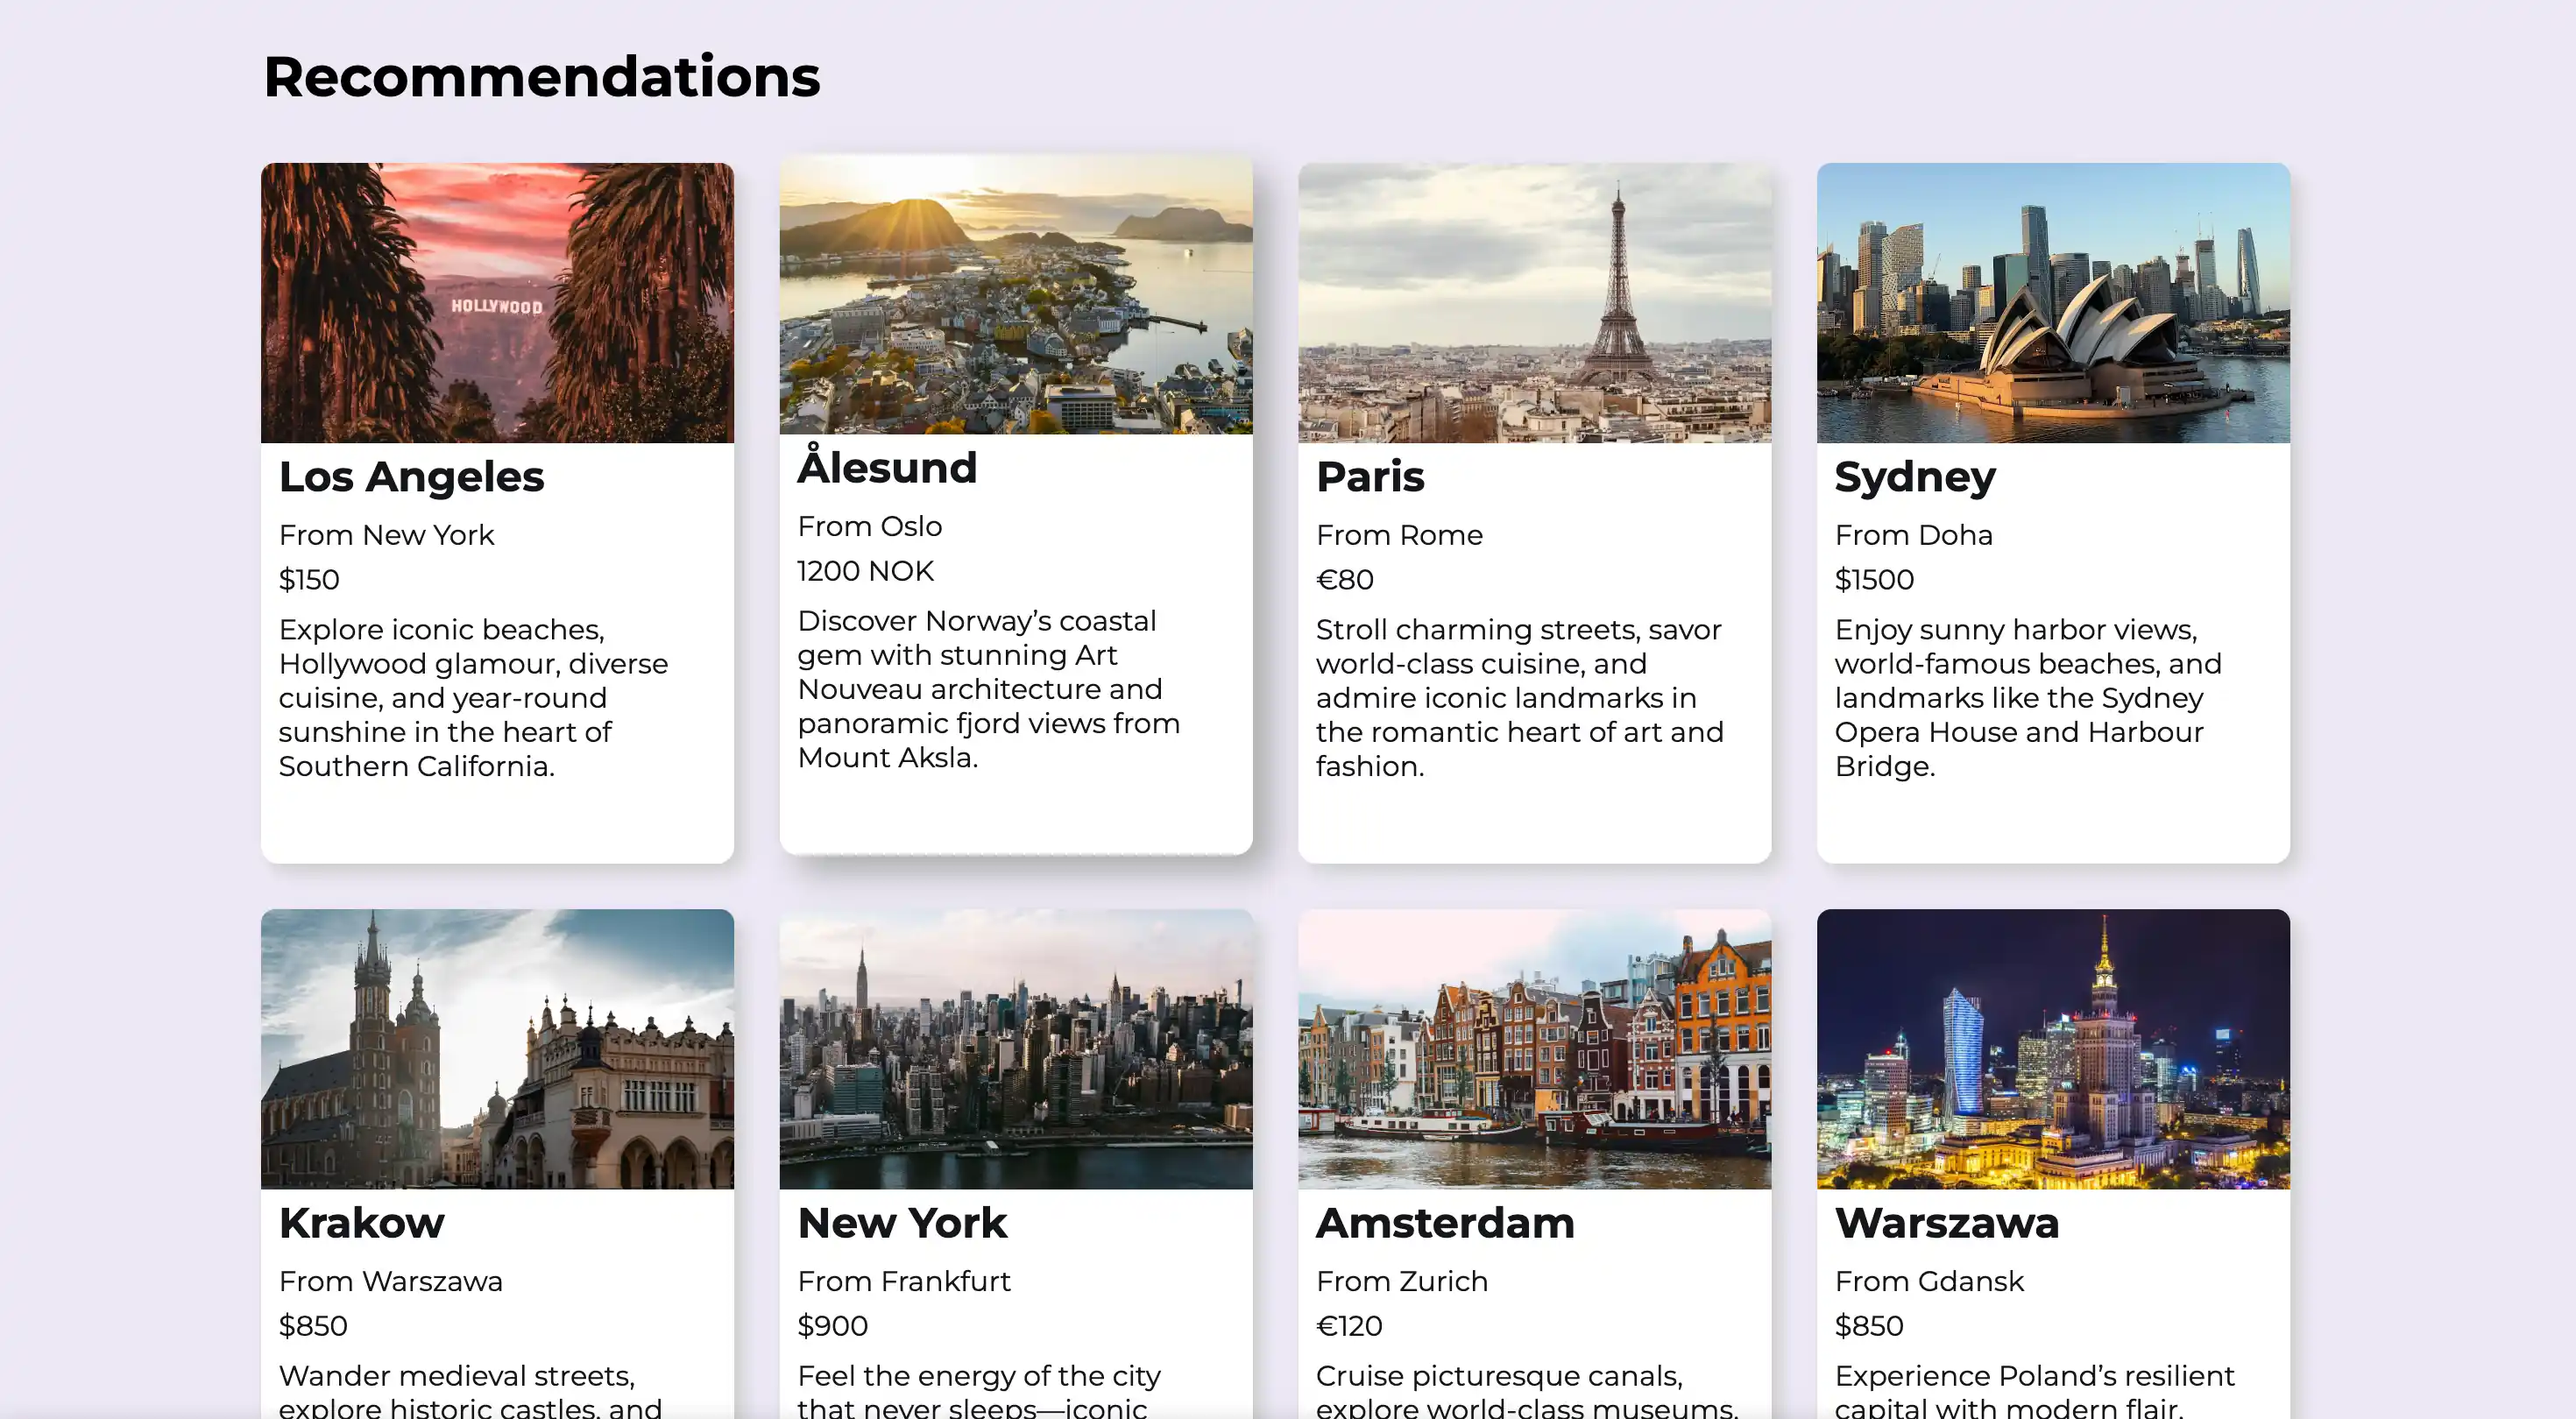 Recommendations
HOLLYWOOD
Los Angeles
From New York
$150
Explore iconic beaches,
Hollywood glamour, diverse
cuisine, and year-round
sunshine in the heart of
Southern California.
Ålesund
From Oslo
1200 NOK
Discover Norway’s coastal
gem with stunning Art
Nouveau architecture and
panoramic fjord views from
Mount Aksla.
Paris
From Rome
€80
Stroll charming streets, savor
world-class cuisine, and
admire iconic landmarks in
the romantic heart of art and
fashion.
Sydney
From Doha
$1500
Enjoy sunny harbor views,
world-famous beaches, and
landmarks like the Sydney
Opera House and Harbour
Bridge.
Krakow
From Warszawa
$850
Wander medieval streets,
explore historic castles, and
New York
From Frankfurt
$900
Feel the energy of the city
that never sleeps—iconic
Amsterdam
From Zurich
€120
Cruise picturesque canals,
explore world-class museums,
Warszawa
From Gdansk
$850
Experience Poland’s resilient
capital with modern flair,